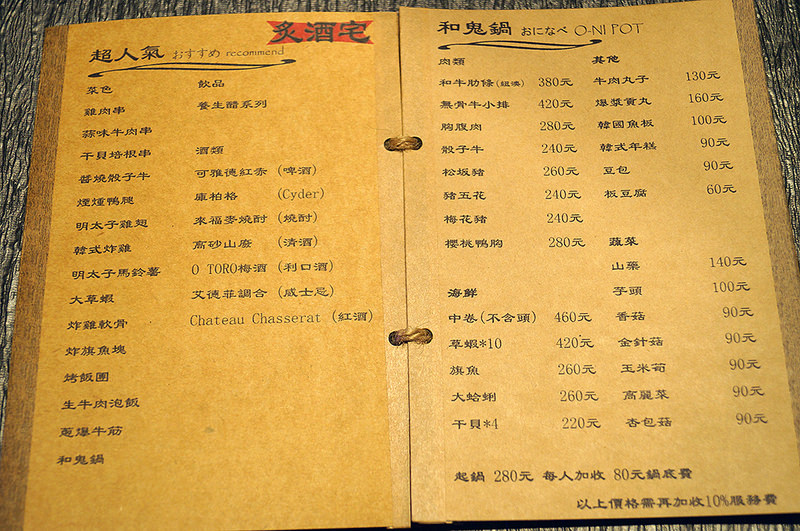 炙酒宅
超人氣 おすすめ recommend
菜色
雞肉串
蒜味牛肉串
干貝培根串
醬燒骰子牛
煙燻鴨腿
明太子雞翅
韓式炸雞
明太子馬鈴薯
大草蝦
炸雞軟骨
炸旗魚塊
烤飯團
生牛肉泡飯
蔥爆牛筋
和鬼鍋
飲品
養生醋系列
酒類
可雅德紅赤 (啤酒)
庫柏格 (Cyder)
來福麥燒酎 (燒酎)
高砂山廢 (清酒)
O TORO梅酒 (利口酒)
艾德菲調合 (威士忌)
Chateau Chasserat (紅酒)
和鬼鍋 おになべ O-NI POT
肉類
和牛肋條(紐澳) 380元
無骨牛小排 420元
胸腹肉 280元
骰子牛 240元
松坂豬 260元
豬五花 240元
梅花豬 240元
櫻桃鴨胸 280元
海鮮
中卷(不含頭) 460元
草蝦*10 420元
旗魚 260元
大蛤蜊 260元
干貝*4 220元
其他
牛肉丸子 130元
爆漿貢丸 160元
韓國魚板 100元
韓式年糕 90元
豆包 90元
板豆腐 60元
蔬菜
山藥 140元
芋頭 100元
香菇 90元
金針菇 90元
玉米筍 90元
高麗菜 90元
杏包菇 90元
起鍋 280元 每人加收 80元鍋底費
以上價格需再加收10%服務費